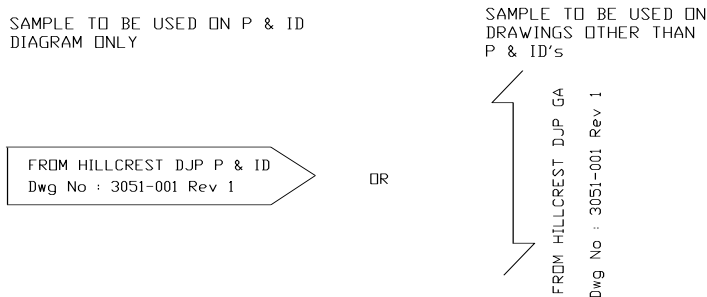 SAMPLE TO BE USED ON P & ID
DIAGRAM ONLY
FROM HILLCREST DJP P & ID
Dwg No : 3051-001 Rev 1
OR
SAMPLE TO BE USED ON
DRAWINGS OTHER THAN
P & ID's
FROM HILLCREST DJP GA
Dwg No : 3051-001 Rev 1